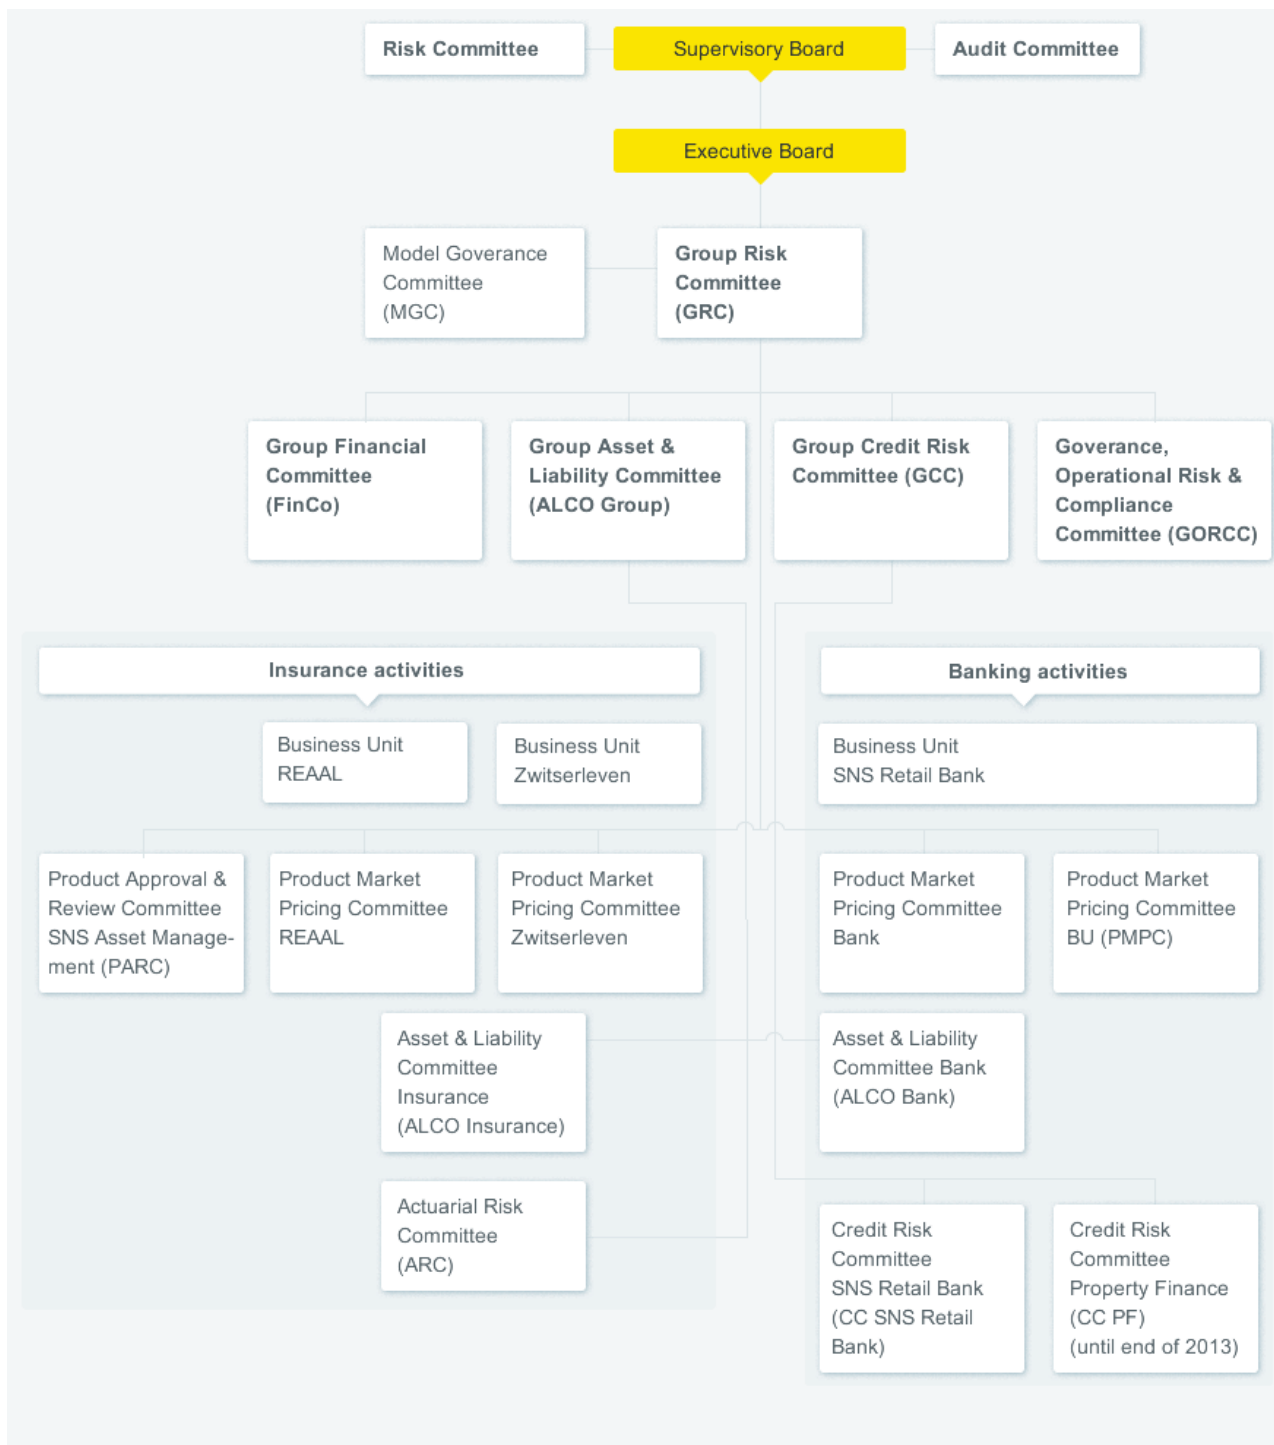 Risk Committee
Supervisory Board
Audit Committee
Executive Board
Model Goverance
Committee
(MGC)
Group Risk
Committee
(GRC)
Group Financial
Committee
(FinCo)
Group Asset &
Liability Committee
(ALCO Group)
Group Credit Risk
Committee (GCC)
Goverance,
Operational Risk &
Compliance
Committee (GORCC)
Insurance activities
Business Unit
REAAL
Business Unit
Zwitserleven
Product Approval &
Review Committee
SNS Asset Manage-
ment (PARC)
Product Market
Pricing Committee
REAAL
Product Market
Pricing Committee
Zwitserleven
Asset & Liability
Committee
Insurance
(ALCO Insurance)
Actuarial Risk
Committee
(ARC)
Banking activities
Business Unit
SNS Retail Bank
Product Market
Pricing Committee
Bank
Product Market
Pricing Committee
BU (PMPC)
Asset & Liability
Committee Bank
(ALCO Bank)
Credit Risk
Committee
SNS Retail Bank
(CC SNS Retail
Bank)
Credit Risk
Committee
Property Finance
(CC PF)
(until end of 2013)